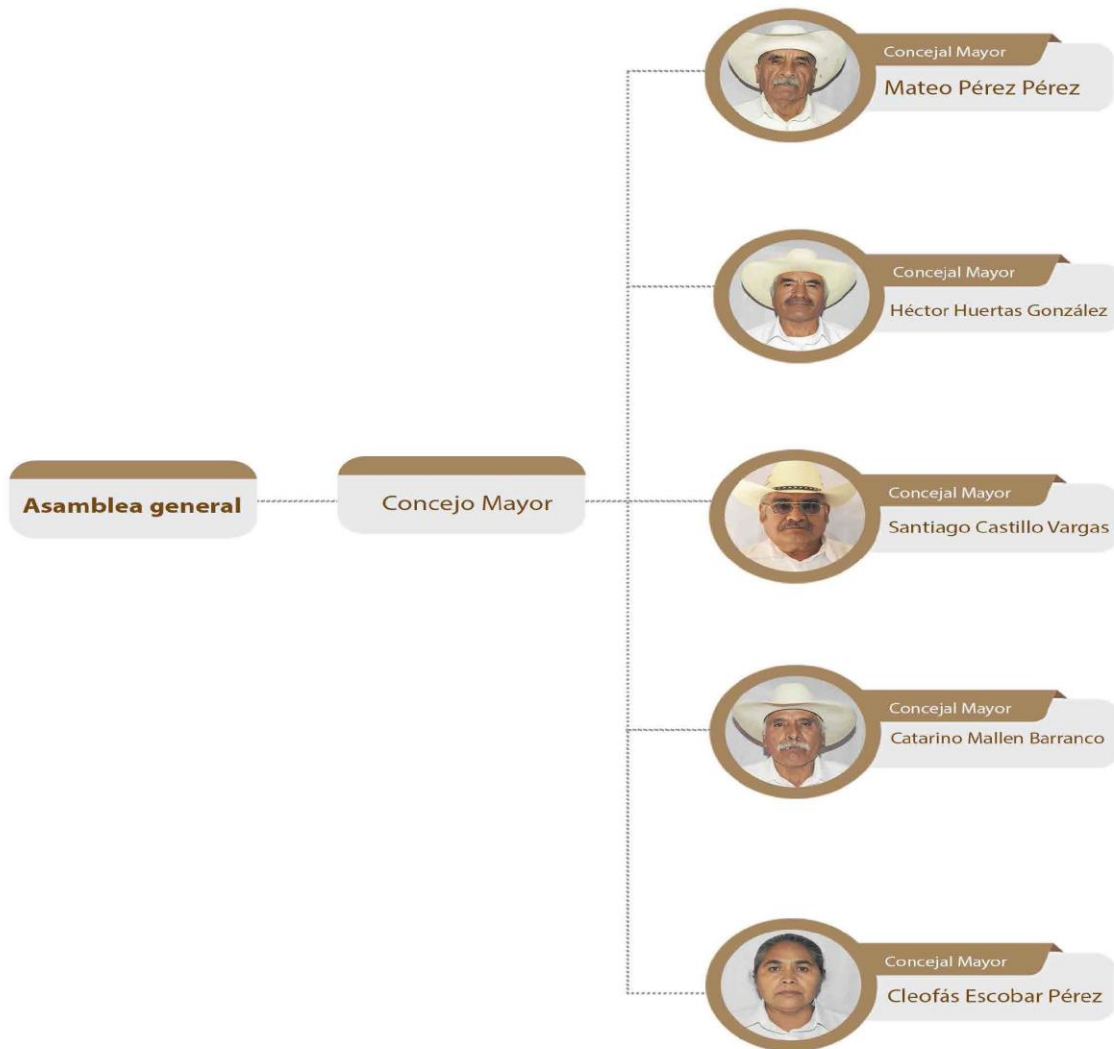 Concejal Mayor
Mateo Pérez Pérez
Concejal Mayor
Héctor Huertas González
Asamblea general
Concejo Mayor
Concejal Mayor
Santiago Castillo Vargas
Concejal Mayor
Catarino Mallen Barranco
Concejal Mayor
Cleofás Escobar Pérez